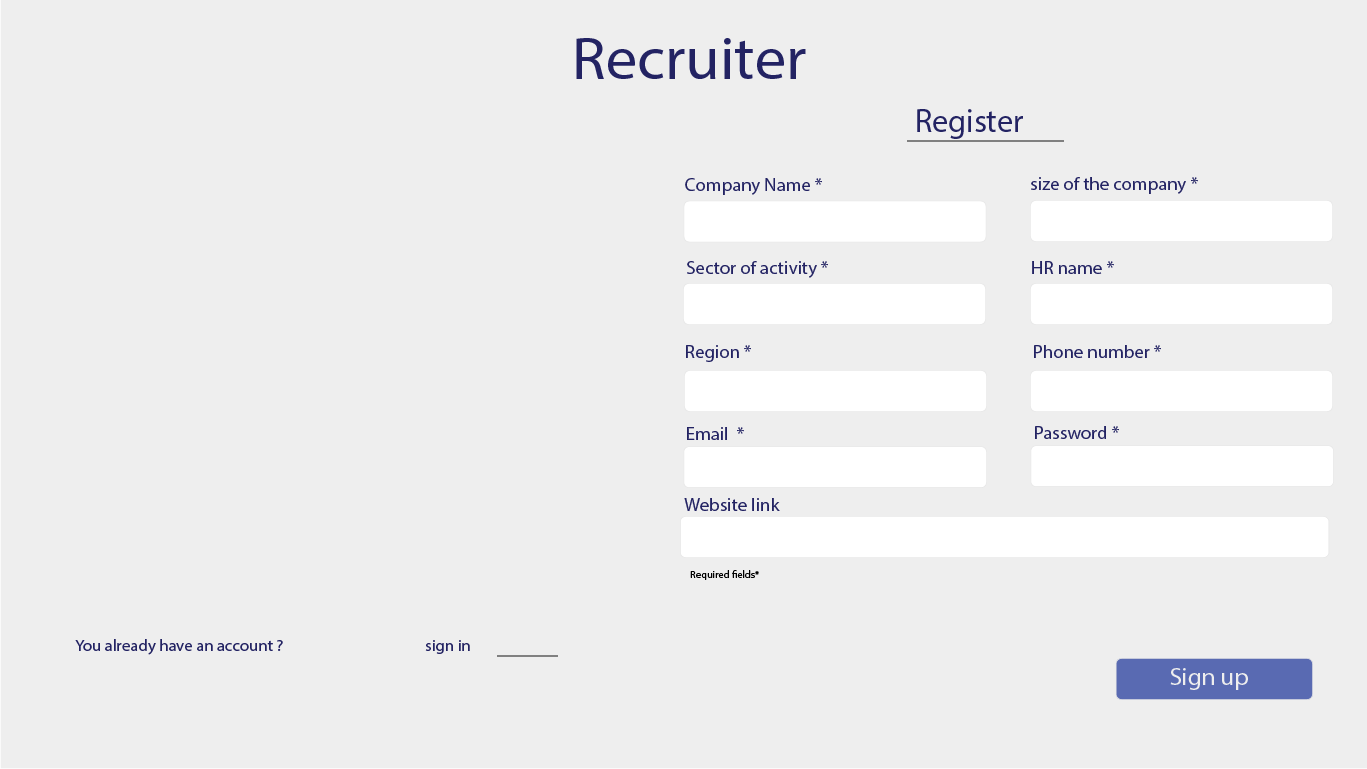 Recruiter
Register
Company Name *
size of the company *
Sector of activity *
HR name *
Region *
Phone number *
Email *
Password *
Website link
Required fields*
You already have an account ?
sign in
Sign up